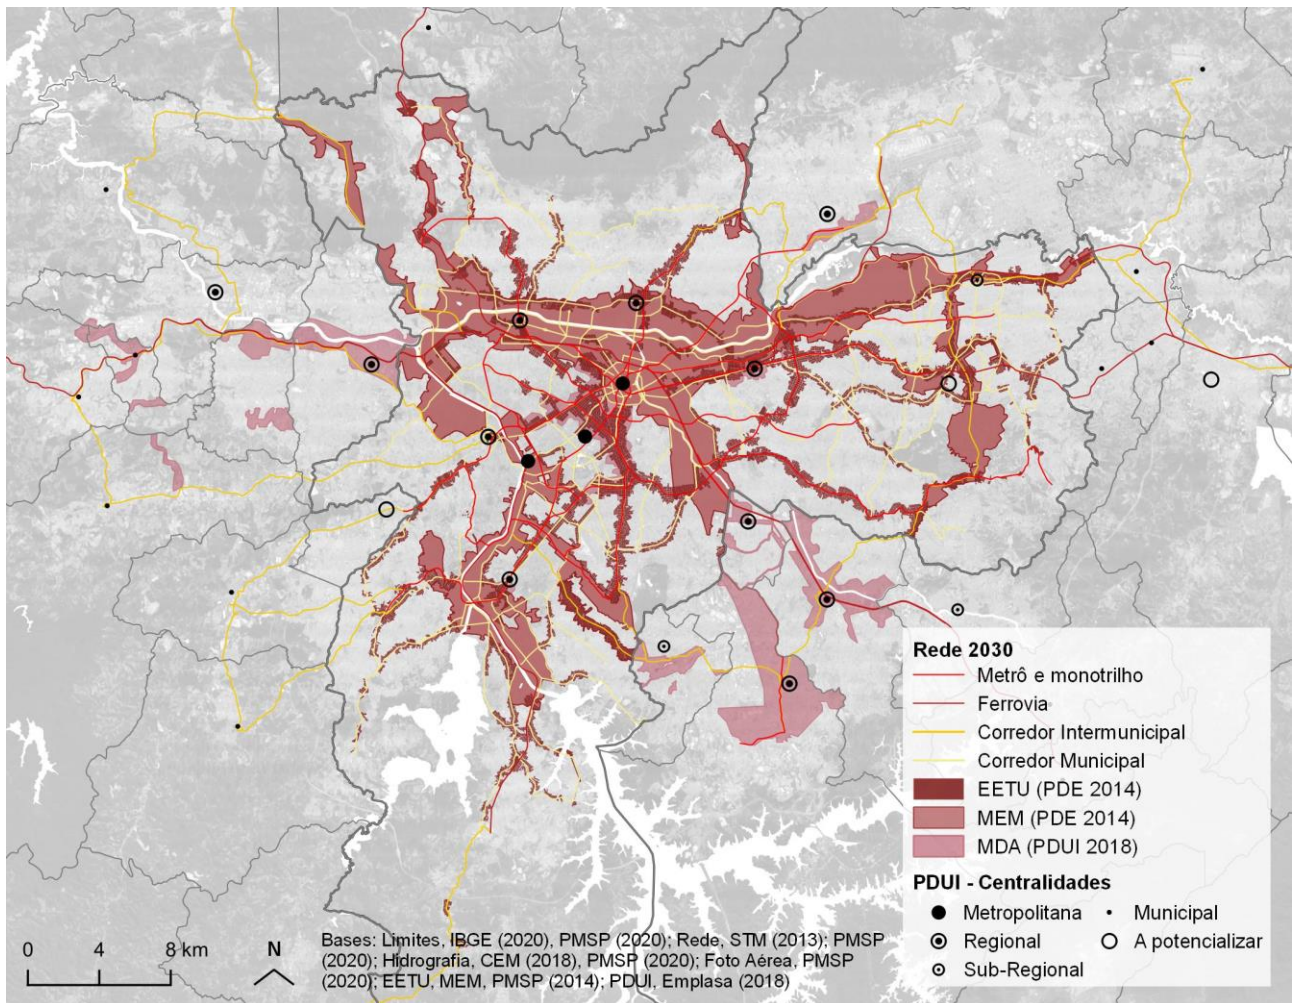 Rede 2030
Metrô e monotrilho
Ferrovia
Corredor Intermunicipal
Corredor Municipal
EETU (PDE 2014)
MEM (PDE 2014)
MDA (PDUI 2018)
PDUI - Centralidades
Metropolitana
Municipal
Regional
A potencializar
Sub-Regional
0 4 8 km
N
Bases: Limites, IBGE (2020), PMSP (2020); Rede, STM (2013); PMSP
(2020); Hidrografia, CEM (2018), PMSP (2020); Foto Aérea, PMSP
(2020); EETU, MEM, PMSP (2014); PDUI, Emplasa (2018)